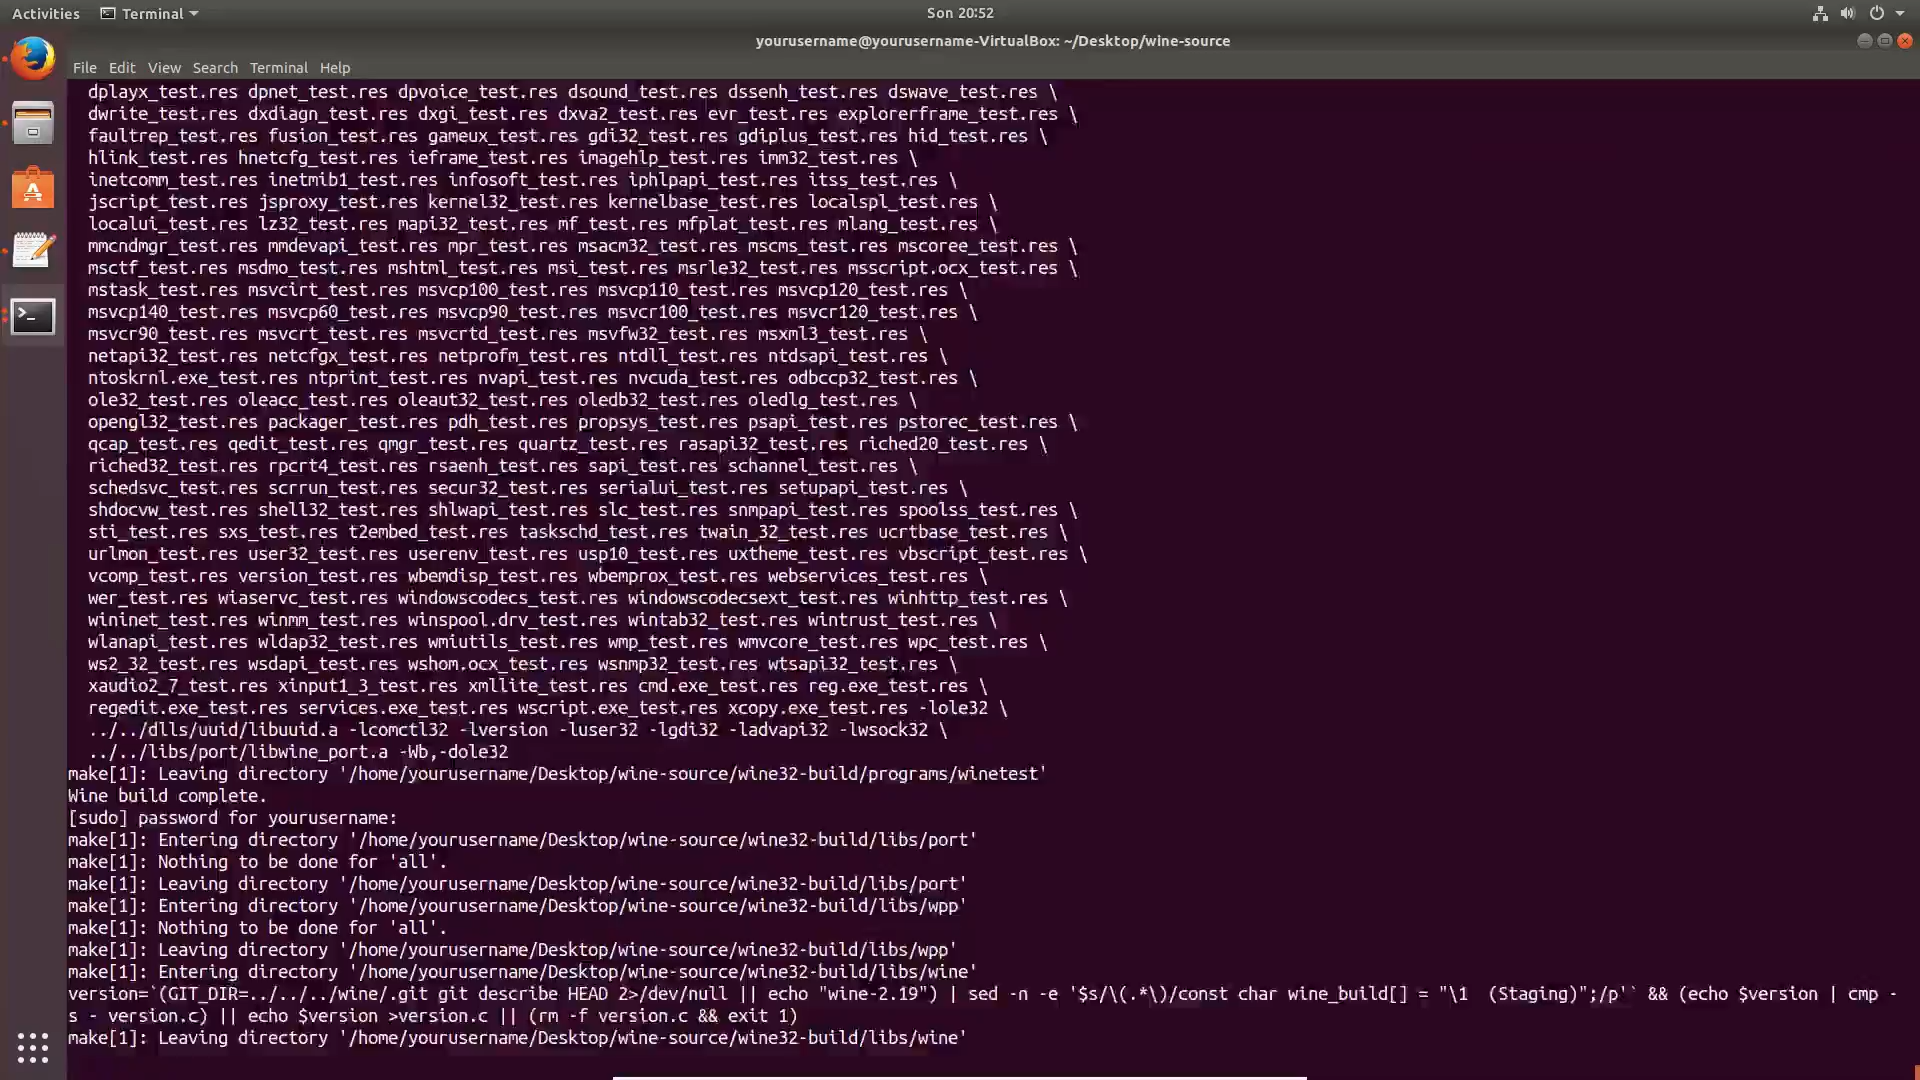 Activities
Terminal
Son 20:52
yourusername@yourusername-VirtualBox: ~/Desktop/wine-source
File Edit View Search Terminal Help
dplayx_test.res dpnet_test.res dpvoice_test.res dsound_test.res dssenh_test.res dswave_test.res \
dwrite_test.res dxdiagn_test.res dxgi_test.res dxva2_test.res evr_test.res explorerframe_test.res \
faultrep_test.res fusion_test.res gameux_test.res gdi32_test.res gdiplus_test.res hid_test.res \
hlink_test.res hnetcfg_test.res ieframe_test.res imagehlp_test.res imm32_test.res \
inetcomm_test.res inetmib1_test.res infosoft_test.res iphlpapi_test.res itss_test.res \
jscript_test.res jsproxy_test.res kernel32_test.res kernelbase_test.res localspl_test.res \
localui_test.res lz32_test.res mapi32_test.res mf_test.res mfplat_test.res mlang_test.res \
mmcndmgr_test.res mmdevapi_test.res mpr_test.res msacm32_test.res mscms_test.res mscoree_test.res \
msctf_test.res msdmo_test.res mshtml_test.res msi_test.res msrle32_test.res msscript.ocx_test.res \
mstask_test.res msvcirt_test.res msvcp100_test.res msvcp110_test.res msvcp120_test.res \
msvcp140_test.res msvcp60_test.res msvcp90_test.res msvcr100_test.res msvcr120_test.res \
msvcr90_test.res msvcrt_test.res msvcrtd_test.res msvfw32_test.res msxml3_test.res \
netapi32_test.res netcfgx_test.res netprofm_test.res ntdll_test.res ntdsapi_test.res \
ntoskrnl.exe_test.res ntprint_test.res nvapi_test.res nvcuda_test.res odbccp32_test.res \
ole32_test.res oleacc_test.res oleaut32_test.res oledb32_test.res oledlg_test.res \
opengl32_test.res packager_test.res pdh_test.res propsys_test.res psapi_test.res pstorec_test.res \
qcap_test.res qedit_test.res qmgr_test.res quartz_test.res rasapi32_test.res riched20_test.res \
riched32_test.res rpcrt4_test.res rsaenh_test.res sapi_test.res schannel_test.res \
schedsvc_test.res scrrun_test.res secur32_test.res serialui_test.res setupapi_test.res \
shdocvw_test.res shell32_test.res shlwapi_test.res slc_test.res snmpapi_test.res spoolss_test.res \
sti_test.res sxs_test.res t2embed_test.res taskschd_test.res twain_32_test.res ucrtbase_test.res \
urlmon_test.res user32_test.res userenv_test.res usp10_test.res uxtheme_test.res vbscript_test.res \
vcomp_test.res version_test.res wbemdisp_test.res wbemprox_test.res webservices_test.res \
wer_test.res wiaservc_test.res windowscodecs_test.res windowscodecsext_test.res winhttp_test.res \
wininet_test.res winmm_test.res winspool.drv_test.res wintab32_test.res wintrust_test.res \
wlanapi_test.res wldap32_test.res wmiutils_test.res wmp_test.res wmvcore_test.res wpc_test.res \
ws2_32_test.res wsdapi_test.res wshom.ocx_test.res wsnmp32_test.res wtsapi32_test.res \
xaudio2_7_test.res xinput1_3_test.res xmllite_test.res cmd.exe_test.res reg.exe_test.res \
regedit.exe_test.res services.exe_test.res wscript.exe_test.res xcopy.exe_test.res -lole32 \
../../dlls/uuid/libuuid.a -lcomctl32 -lversion -luser32 -lgdi32 -ladvapi32 -lwsock32 \
../../libs/port/libwine_port.a -Wb,-dole32
make[1]: Leaving directory '/home/yourusername/Desktop/wine-source/wine32-build/programs/winetest'
Wine build complete.
[sudo] password for yourusername:
make[1]: Entering directory '/home/yourusername/Desktop/wine-source/wine32-build/libs/port'
make[1]: Nothing to be done for 'all'.
make[1]: Leaving directory '/home/yourusername/Desktop/wine-source/wine32-build/libs/port'
make[1]: Entering directory '/home/yourusername/Desktop/wine-source/wine32-build/libs/wpp'
make[1]: Nothing to be done for 'all'.
make[1]: Leaving directory '/home/yourusername/Desktop/wine-source/wine32-build/libs/wpp'
make[1]: Entering directory '/home/yourusername/Desktop/wine-source/wine32-build/libs/wine'
version=`(GIT_DIR=../../../wine/.git git describe HEAD 2>/dev/null || echo "wine-2.19") | sed -n -e '$s/\(.*\)/const char wine_build[] = "\1  (Staging)";/p'` && (echo $version | cmp -
s - version.c) || echo $version >version.c || (rm -f version.c && exit 1)
make[1]: Leaving directory '/home/yourusername/Desktop/wine-source/wine32-build/libs/wine'